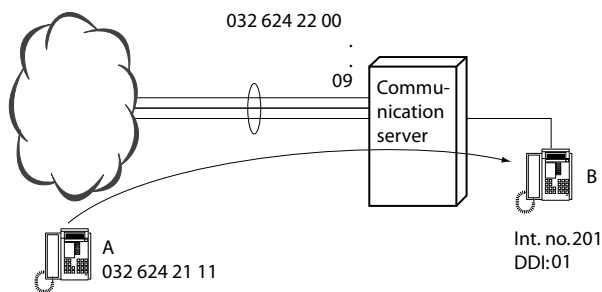 032 624 22 00
.
.
09
Commu-
nication
server
B
Int. no.201
DDI:01
A
032 624 21 11